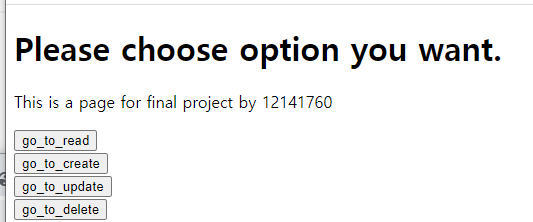 Please choose option you want.
This is a page for final project by 12141760
go_to_read
go_to_create
go_to_update
go_to_delete